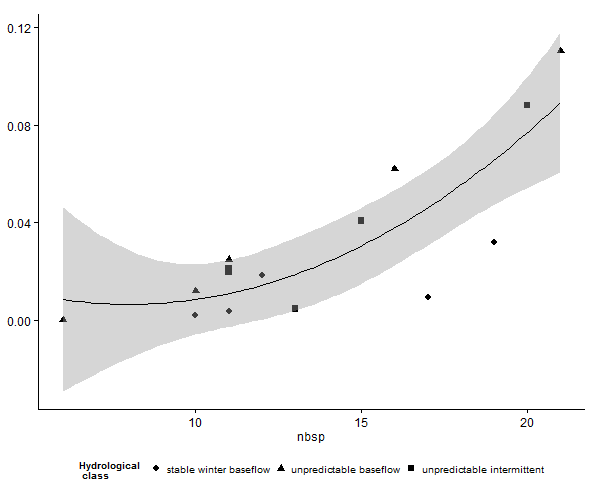 0.12
0.08
0.04
0.00
10 15 20
nbsp
Hydrological
class
stable winter baseflow unpredictable baseflow unpredictable intermittent